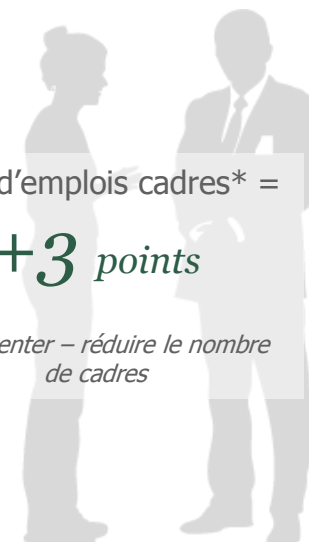 d'emplois cadres* =
+3 points
enter – réduire le nombre
de cadres